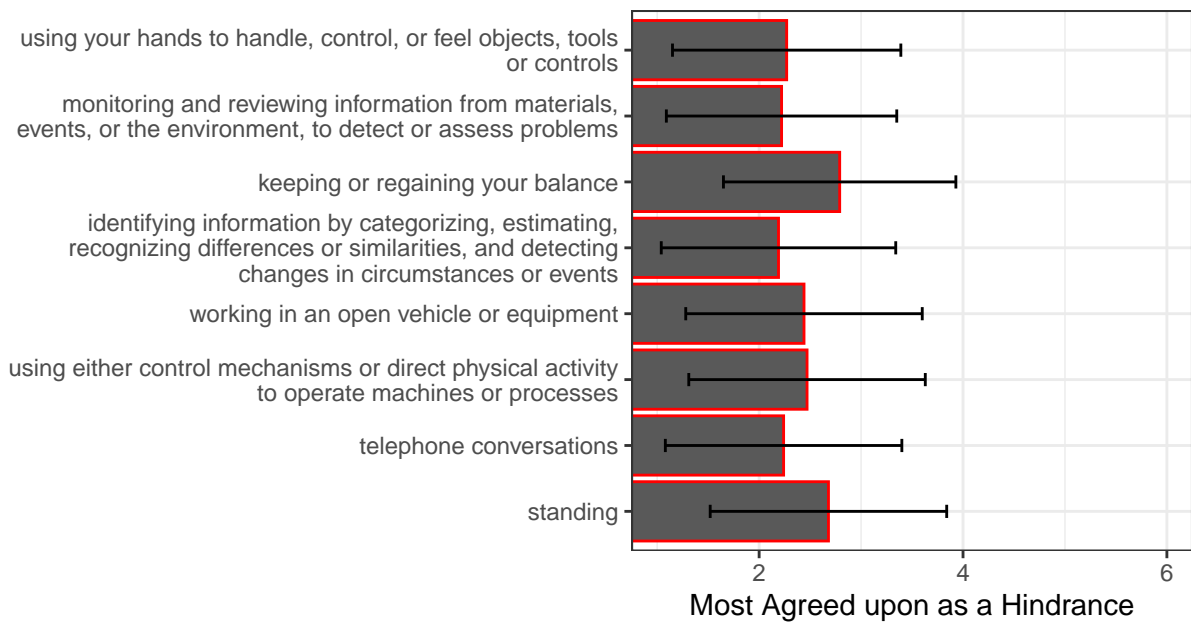 using your hands to handle, control, or feel objects, tools
or controls
monitoring and reviewing information from materials,
events, or the environment, to detect or assess problems
keeping or regaining your balance
identifying information by categorizing, estimating,
recognizing differences or similarities, and detecting
changes in circumstances or events
working in an open vehicle or equipment
using either control mechanisms or direct physical activity
to operate machines or processes
telephone conversations
standing
2 4 6
Most Agreed upon as a Hindrance